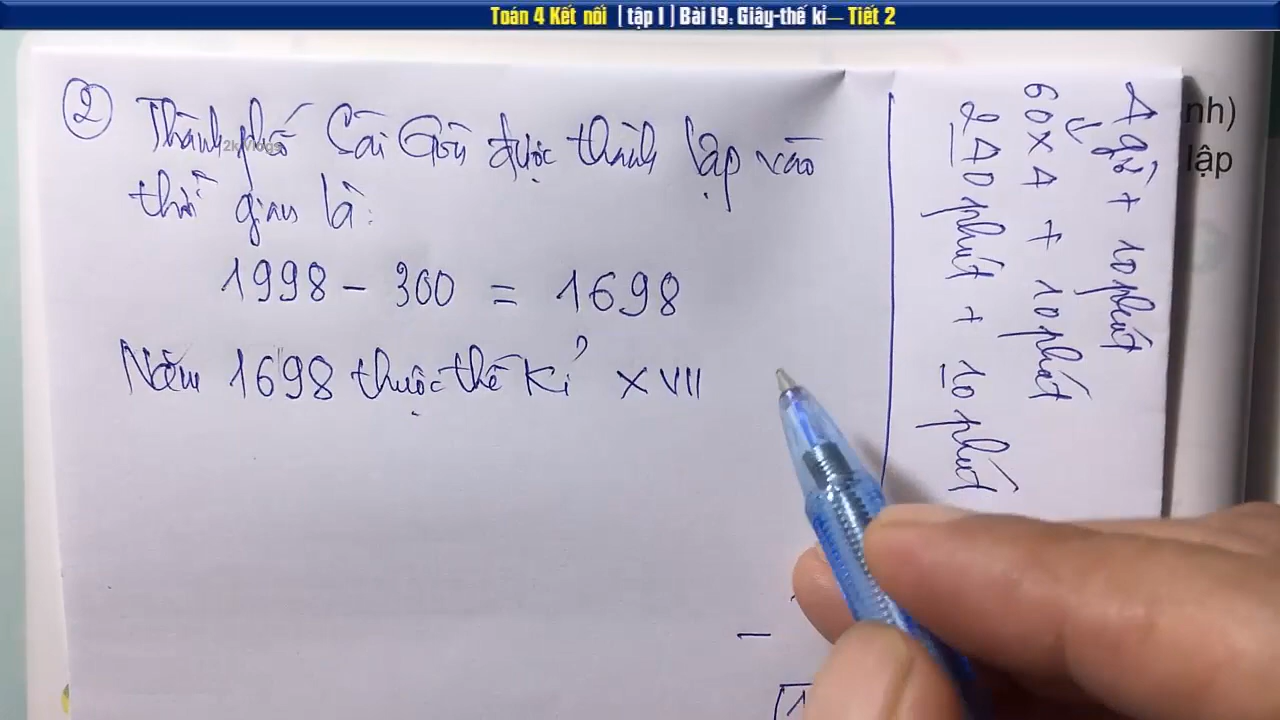 Toán 4 Kết nối [ tập 1 ] Bài 19: Giây-thế kỉ— Tiết 2
2 Thành phố Sài Gòn được thành lập vào
thời gian là:
1998 - 300 = 1698
Năm 1698 thuộc thế kỉ XVII
4 giờ + 10 phút
60 x 4 + 10 phút
240 phút + 10 phút
nh)
lập
2k Vlogs